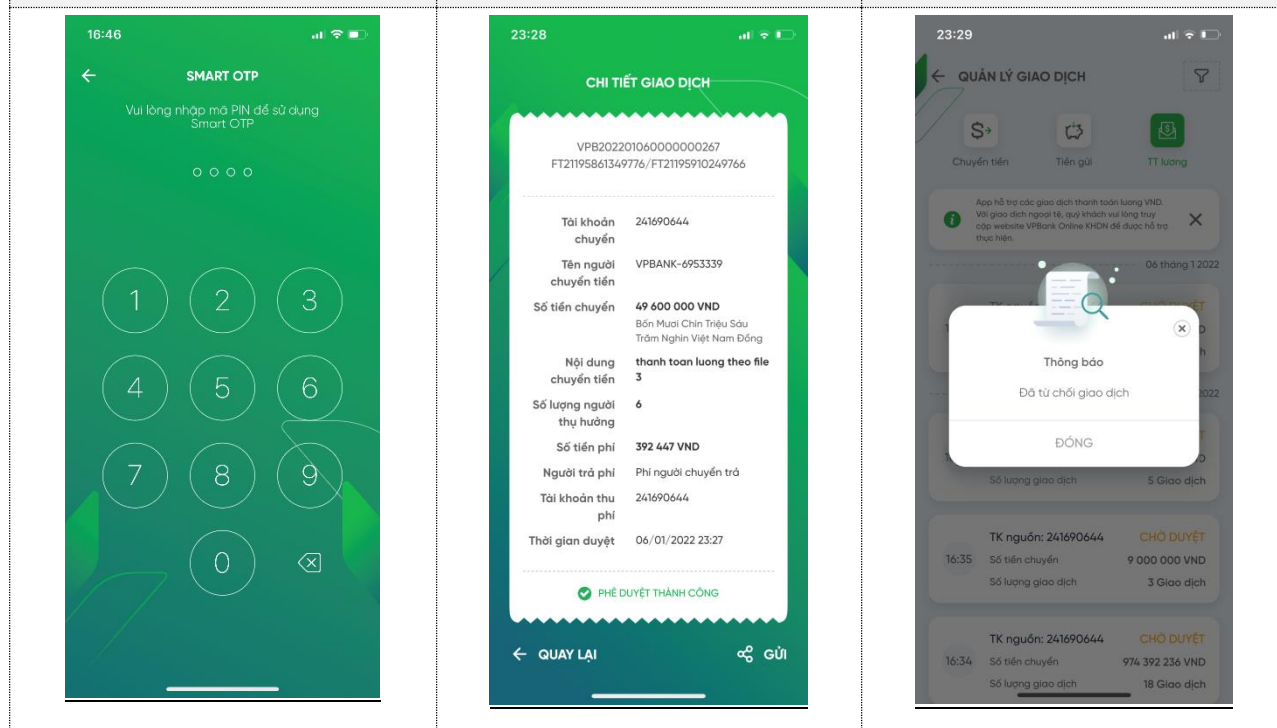 16:46
SMART OTP
Vui lòng nhập mã PIN để sử dụng
Smart OTP
1
2
3
4
5
6
7
8
9
0
23:28
CHI TIẾT GIAO DỊCH
VPB202201060000000267
FT21195861349776/FT21195910249766
Tài khoản 241690644
chuyển
Tên người VPBANK-6953339
chuyển tiền
Số tiền chuyển 49 600 000 VND
Bốn Mươi Chín Triệu Sáu
Trăm Nghìn Việt Nam Đồng
Nội dung thanh toan luong theo file
chuyển tiền 3
Số lượng người 6
thụ hưởng
Số tiền phí 392 447 VND
Người trả phí Phí người chuyển trả
Tài khoản thu 241690644
phí
Thời gian duyệt 06/01/2022 23:27
PHÊ DUYỆT THÀNH CÔNG
QUAY LẠI GỬI
23:29
QUẢN LÝ GIAO DỊCH
Chuyển tiền Tiền gửi TT lương
App hỗ trợ các giao dịch thanh toán lương VND.
Với giao dịch ngoại tệ, quý khách vui lòng truy
cập website VPBank Online KHDN để được hỗ trợ
thực hiện.
06 tháng 1 2022
Thông báo
Đã từ chối giao dịch
ĐÓNG
Số lượng giao dịch 5 Giao dịch
TK nguồn: 241690644 CHỜ DUYỆT
16:35 Số tiền chuyển 9 000 000 VND
Số lượng giao dịch 3 Giao dịch
TK nguồn: 241690644 CHỜ DUYỆT
16:34 Số tiền chuyển 974 392 236 VND
Số lượng giao dịch 18 Giao dịch